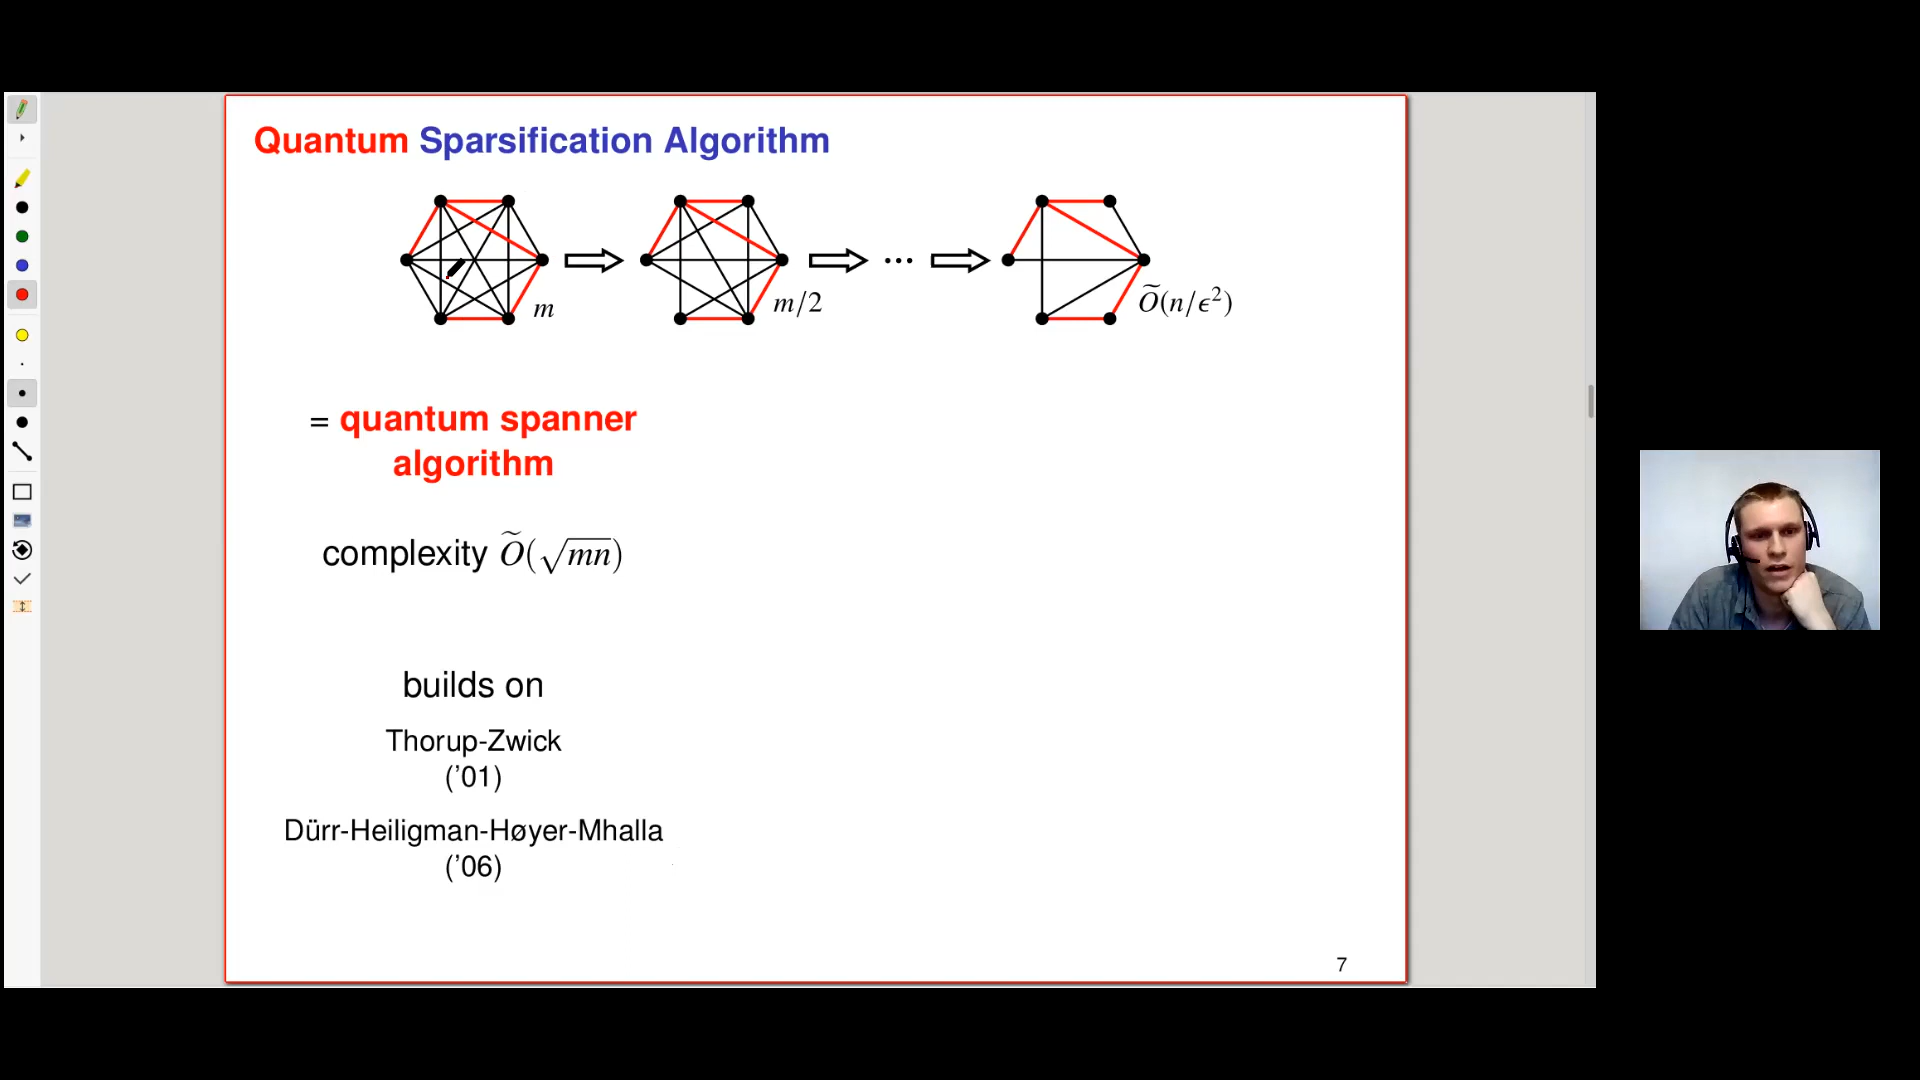 Quantum Sparsification Algorithm
m
m/2
Õ(n/ϵ²)
= quantum spanner
algorithm
complexity Õ(√mn)
builds on
Thorup-Zwick
('01)
Dürr-Heiligman-Høyer-Mhalla
('06)
7